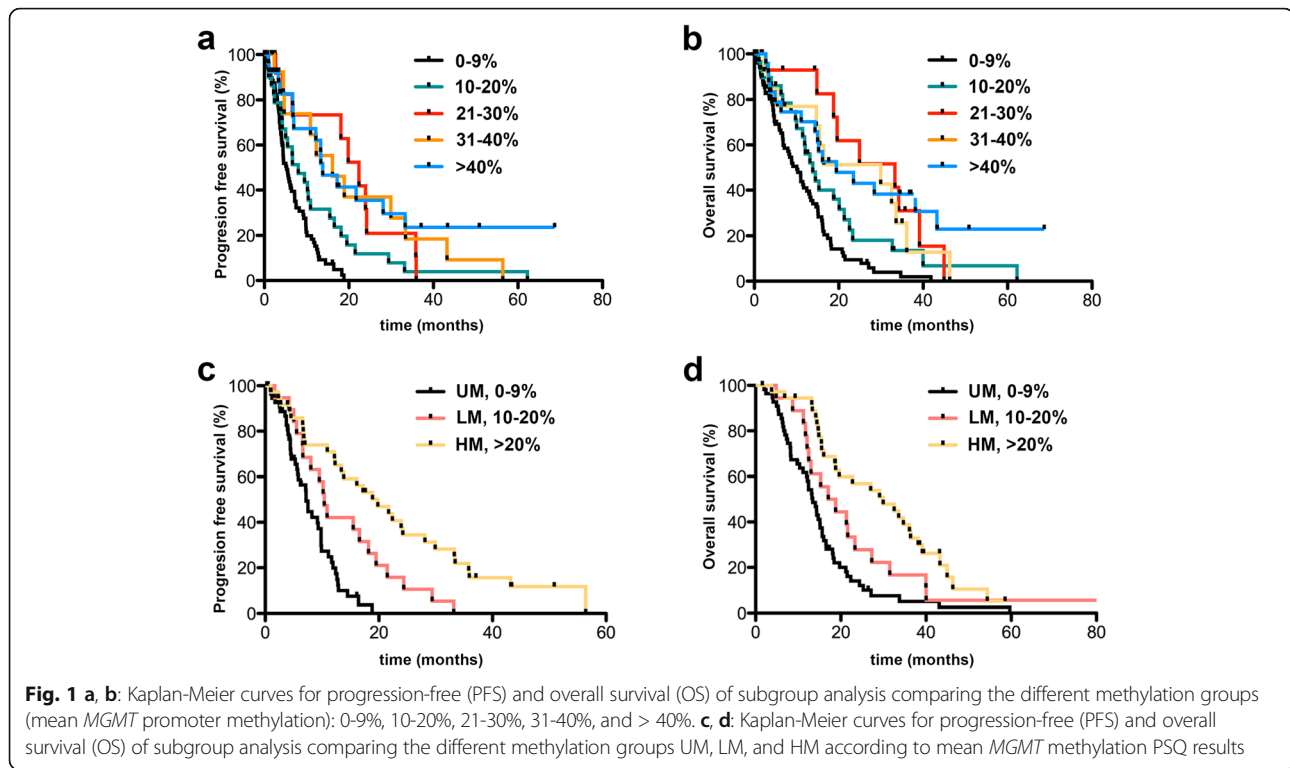 a
Progresion free survival (%)
100
80
60
40
20
0
0 20 40 60 80
time (months)
0-9%
10-20%
21-30%
31-40%
>40%
b
Overall survival (%)
100
80
60
40
20
0
0 20 40 60 80
time (months)
0-9%
10-20%
21-30%
31-40%
>40%
c
Progresion free survival (%)
100
80
60
40
20
0
0 20 40 60
time (months)
UM, 0-9%
LM, 10-20%
HM, >20%
d
Overall survival (%)
100
80
60
40
20
0
0 20 40 60 80
time (months)
UM, 0-9%
LM, 10-20%
HM, >20%
Fig. 1 a, b: Kaplan-Meier curves for progression-free (PFS) and overall survival (OS) of subgroup analysis comparing the different methylation groups
(mean MGMT promoter methylation): 0-9%, 10-20%, 21-30%, 31-40%, and > 40%. c, d: Kaplan-Meier curves for progression-free (PFS) and overall
survival (OS) of subgroup analysis comparing the different methylation groups UM, LM, and HM according to mean MGMT methylation PSQ results